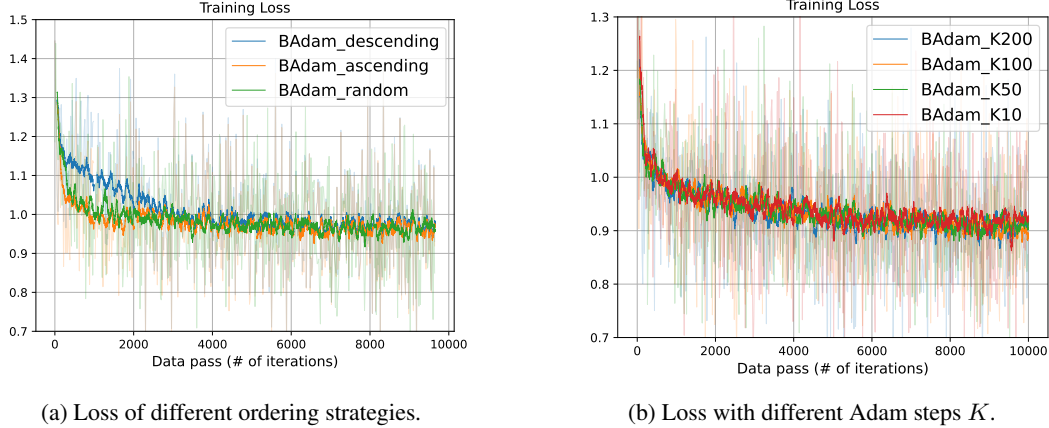 Training Loss
1.5
1.4
1.3
1.2
1.1
1.0
0.9
0.8
0.7
BAdam_descending
BAdam_ascending
BAdam_random
0 2000 4000 6000 8000 10000
Data pass (# of iterations)
(a) Loss of different ordering strategies.
Training Loss
1.3
1.2
1.1
1.0
0.9
0.8
0.7
BAdam_K200
BAdam_K100
BAdam_K50
BAdam_K10
0 2000 4000 6000 8000 10000
Data pass (# of iterations)
(b) Loss with different Adam steps K.